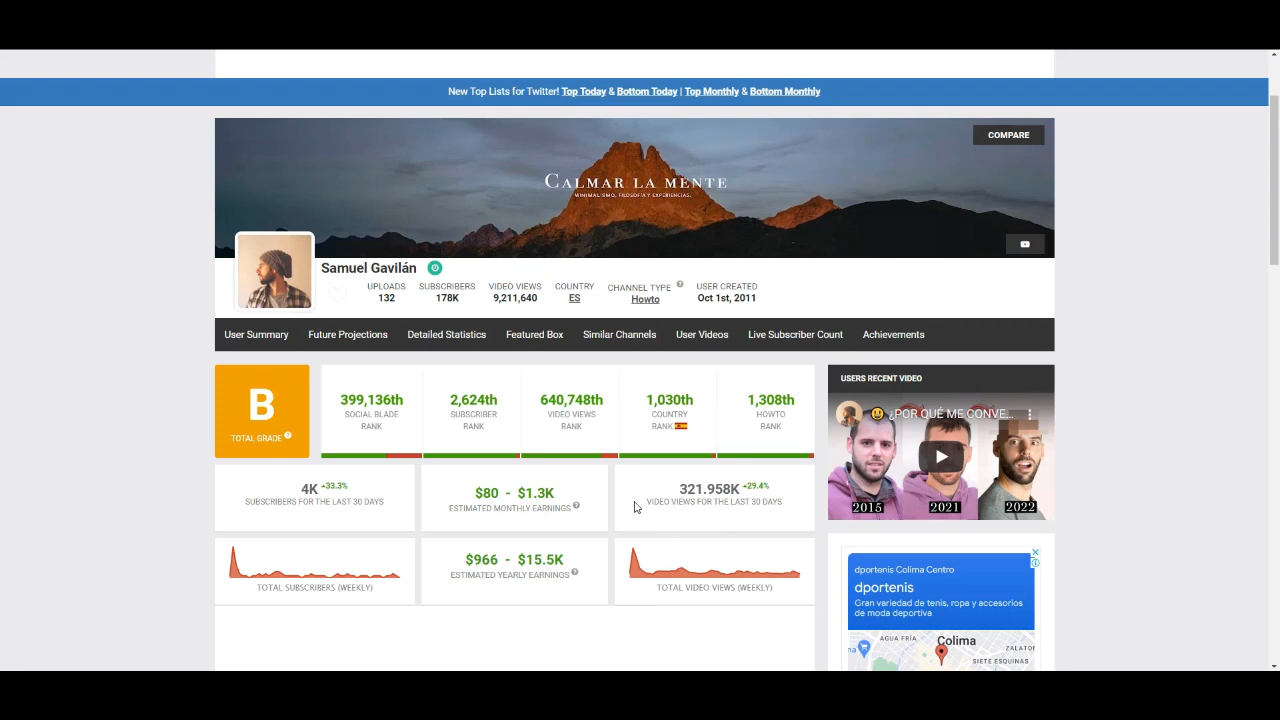 New Top Lists for Twitter! Top Today & Bottom Today | Top Monthly & Bottom Monthly
COMPARE
CALMAR LA MENTE
MINIMALISMO, FILOSOFÍA Y EXPERIENCIAS.
Samuel Gavilán
UPLOADS
132
SUBSCRIBERS
178K
VIDEO VIEWS
9,211,640
COUNTRY
ES
CHANNEL TYPE ?
Howto
USER CREATED
Oct 1st, 2011
User Summary Future Projections Detailed Statistics Featured Box Similar Channels User Videos Live Subscriber Count Achievements
B
TOTAL GRADE ?
399,136th
SOCIAL BLADE
RANK
2,624th
SUBSCRIBER
RANK
640,748th
VIDEO VIEWS
RANK
1,030th
COUNTRY
RANK
1,308th
HOWTO
RANK
USERS RECENT VIDEO
¿POR QUÉ ME CONVE...
2015 2021 2022
4K +33.3%
SUBSCRIBERS FOR THE LAST 30 DAYS
$80 - $1.3K
ESTIMATED MONTHLY EARNINGS ?
321.958K +29.4%
VIDEO VIEWS FOR THE LAST 30 DAYS
TOTAL SUBSCRIBERS (WEEKLY)
$966 - $15.5K
ESTIMATED YEARLY EARNINGS ?
TOTAL VIDEO VIEWS (WEEKLY)
dportenis Colima Centro
dportenis
Gran variedad de tenis, ropa y accesorios
de moda deportiva
AGUA FRÍA
Colima
SIETE ESQUINAS